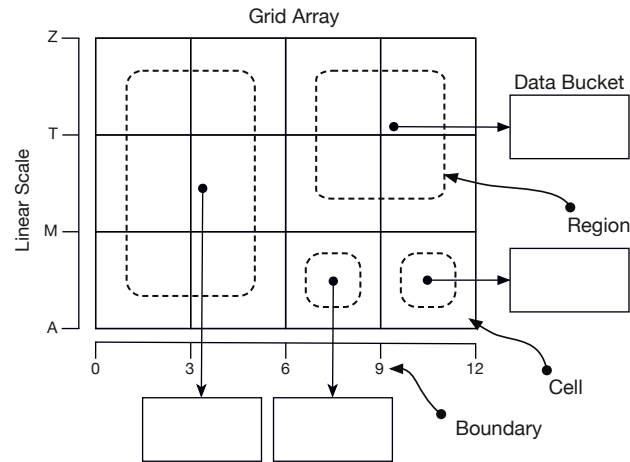 Grid Array
Z
Data Bucket
T
Linear Scale
Region
M
A
0 3 6 9 12
Cell
Boundary